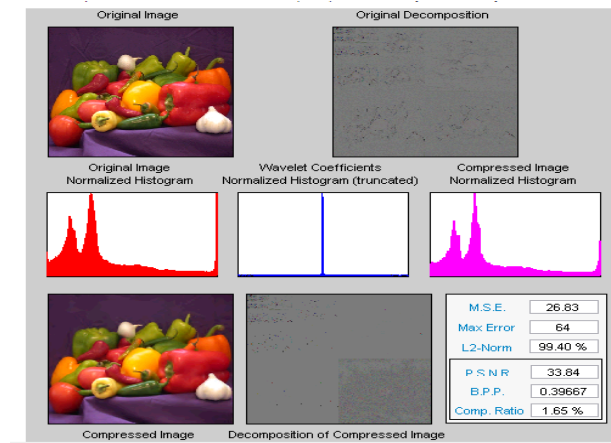 Original Image
Original Decomposition
Original Image
Normalized Histogram
Wavelet Coefficients
Normalized Histogram (truncated)
Compressed Image
Normalized Histogram
M.S.E. 26.83
Max Error 64
L2-Norm 99.40 %
P.S.N.R. 33.84
B.P.P. 0.39667
Comp. Ratio 1.65 %
Compressed Image
Decomposition of Compressed Image